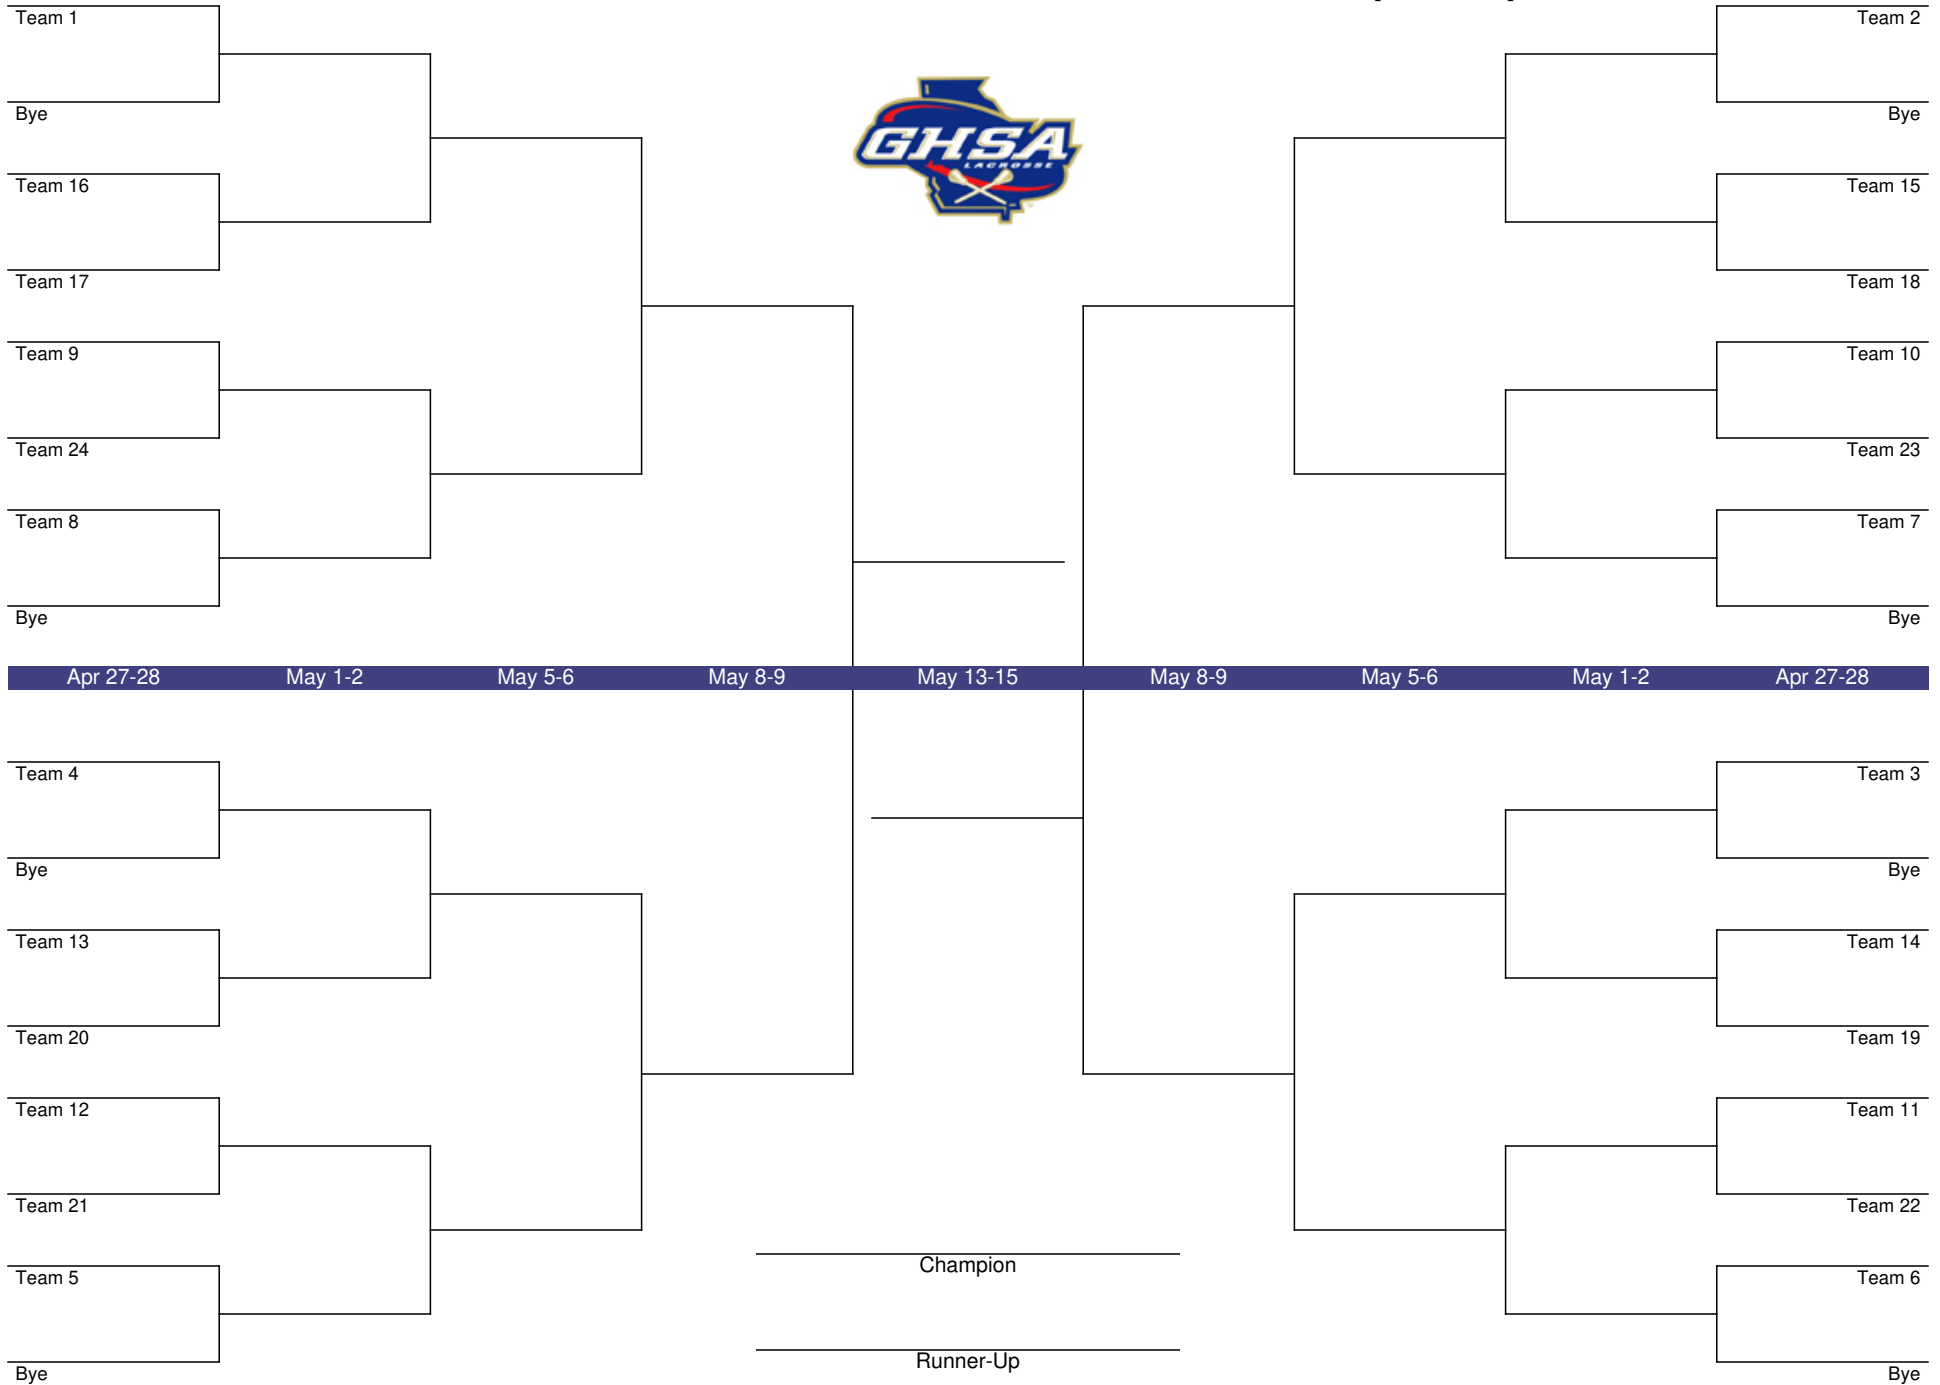 Team 1
Bye
Team 16
Team 17
Team 9
Team 24
Team 8
Bye
GHSA
LACROSSE
Team 2
Bye
Team 15
Team 18
Team 10
Team 23
Team 7
Bye
Apr 27-28 May 1-2 May 5-6 May 8-9 May 13-15 May 8-9 May 5-6 May 1-2 Apr 27-28
Team 4
Bye
Team 13
Team 20
Team 12
Team 21
Team 5
Bye
Champion
Runner-Up
Team 3
Bye
Team 14
Team 19
Team 11
Team 22
Team 6
Bye